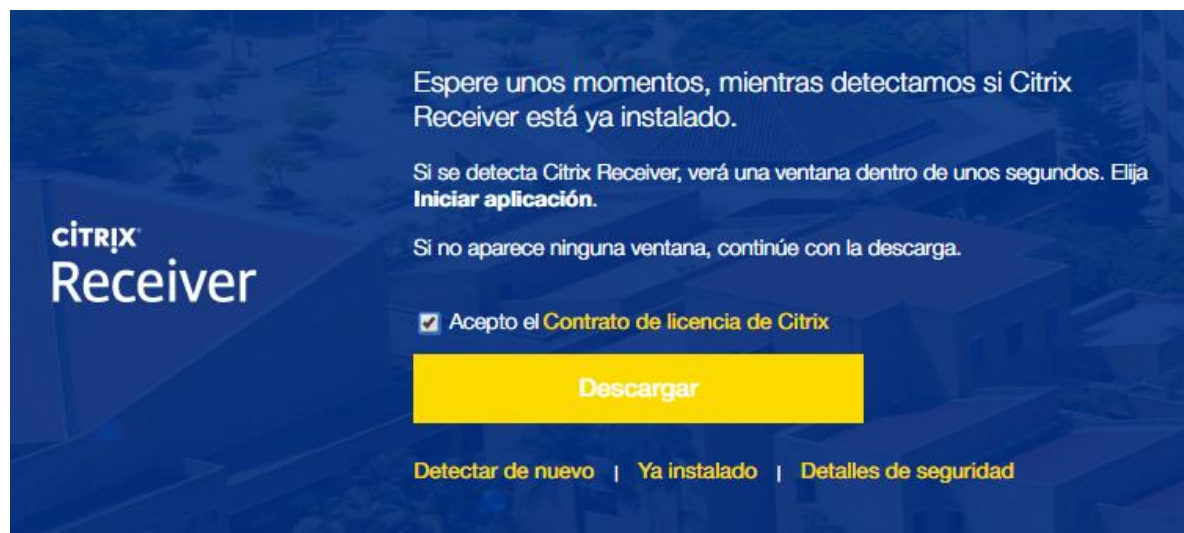 Espere unos momentos, mientras detectamos si Citrix
Receiver está ya instalado.
Si se detecta Citrix Receiver, verá una ventana dentro de unos segundos. Elija
Iniciar aplicación.
Si no aparece ninguna ventana, continúe con la descarga.
CITRIX
Receiver
Acepto el Contrato de licencia de Citrix
Descargar
Detectar de nuevo | Ya instalado | Detalles de seguridad